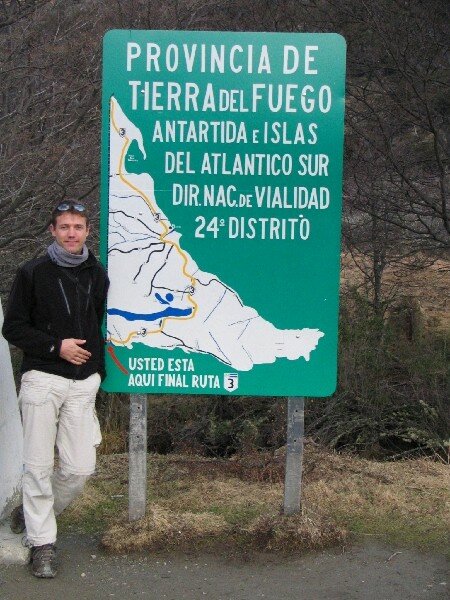 PROVINCIA DE
TIERRA DEL FUEGO
ANTARTIDA E ISLAS
DEL ATLANTICO SUR
DIR. NAC. DE VIALIDAD
24º DISTRITO
USTED ESTA
AQUI FINAL RUTA 3